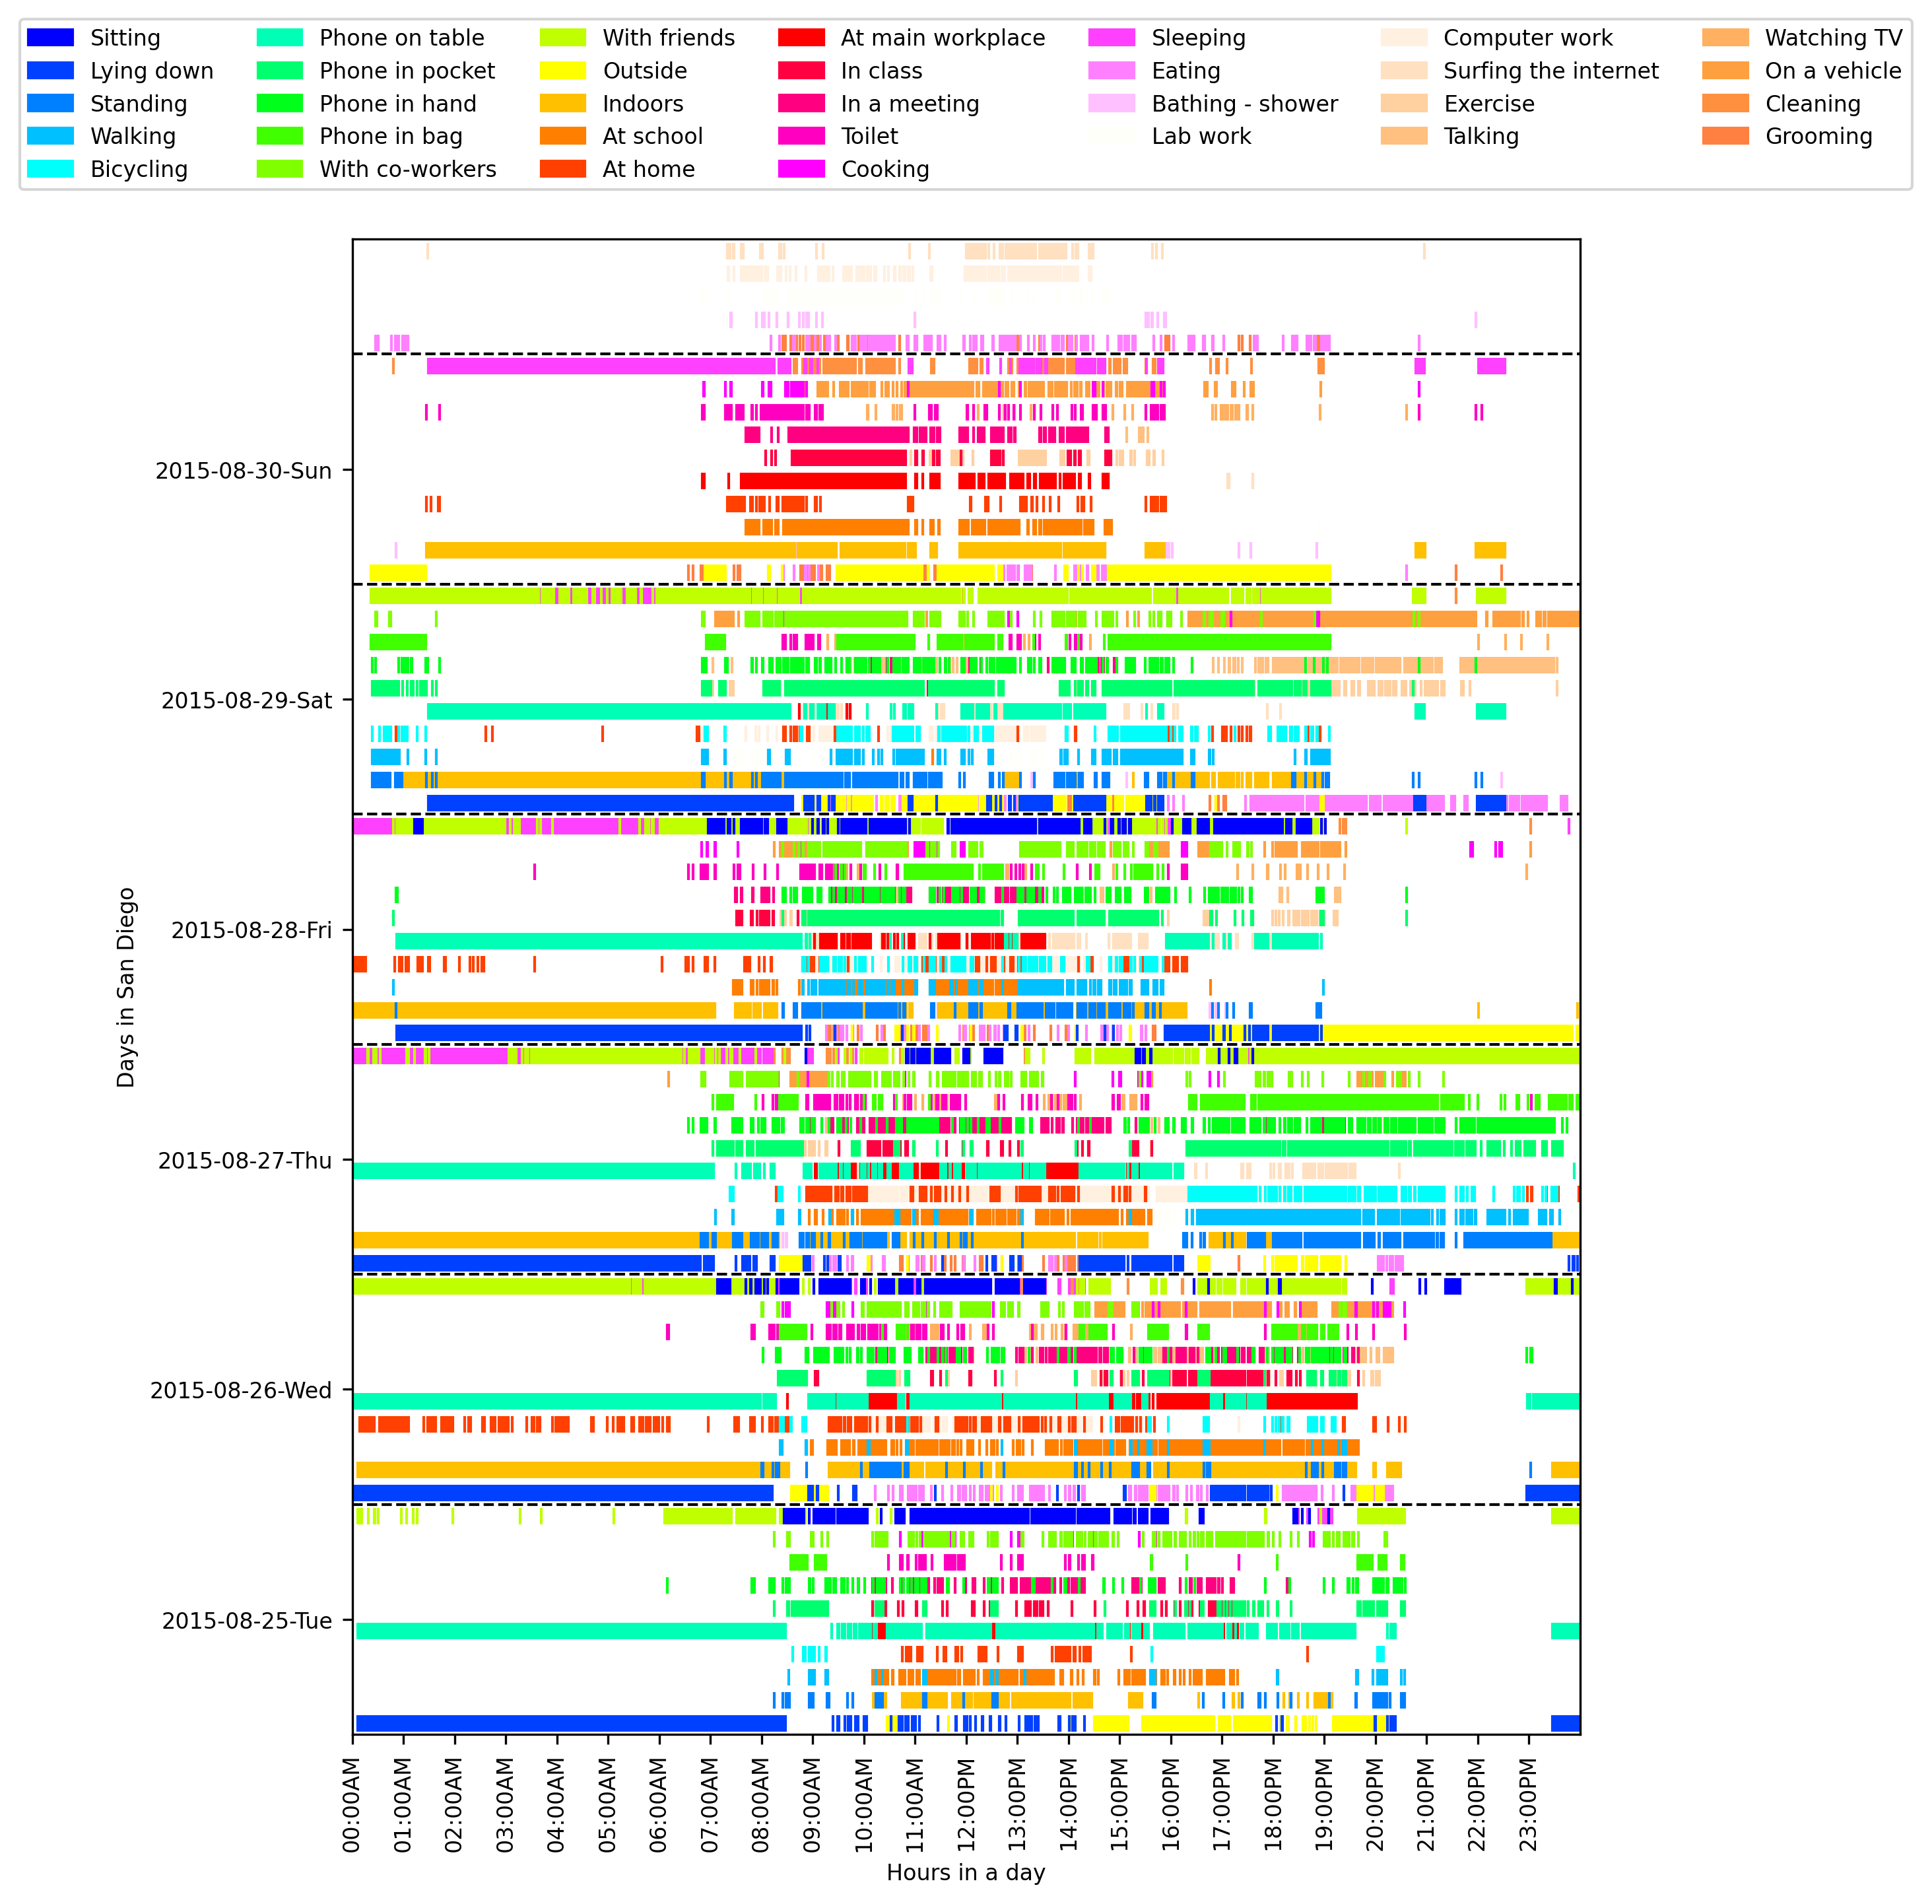 Sitting
Lying down
Standing
Walking
Bicycling
Phone on table
Phone in pocket
Phone in hand
Phone in bag
With co-workers
With friends
Outside
Indoors
At school
At home
At main workplace
In class
In a meeting
Toilet
Cooking
Sleeping
Eating
Bathing - shower
Lab work
Computer work
Surfing the internet
Exercise
Talking
Watching TV
On a vehicle
Cleaning
Grooming
Days in San Diego
2015-08-30-Sun
2015-08-29-Sat
2015-08-28-Fri
2015-08-27-Thu
2015-08-26-Wed
2015-08-25-Tue
00:00AM
01:00AM
02:00AM
03:00AM
04:00AM
05:00AM
06:00AM
07:00AM
08:00AM
09:00AM
10:00AM
11:00AM
12:00PM
13:00PM
14:00PM
15:00PM
16:00PM
17:00PM
18:00PM
19:00PM
20:00PM
21:00PM
22:00PM
23:00PM
Hours in a day